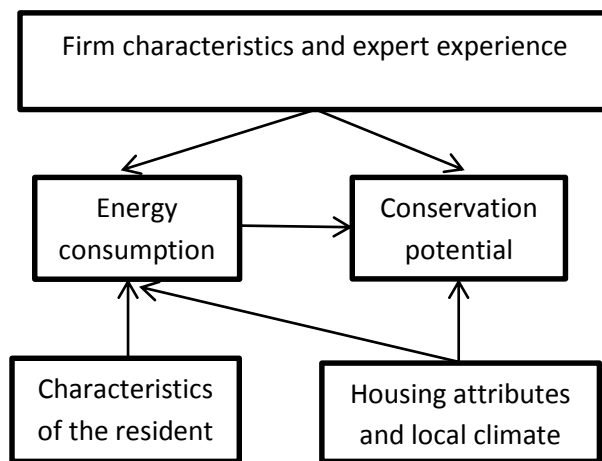 Firm characteristics and expert experience
Energy
consumption
Conservation
potential
Characteristics
of the resident
Housing attributes
and local climate